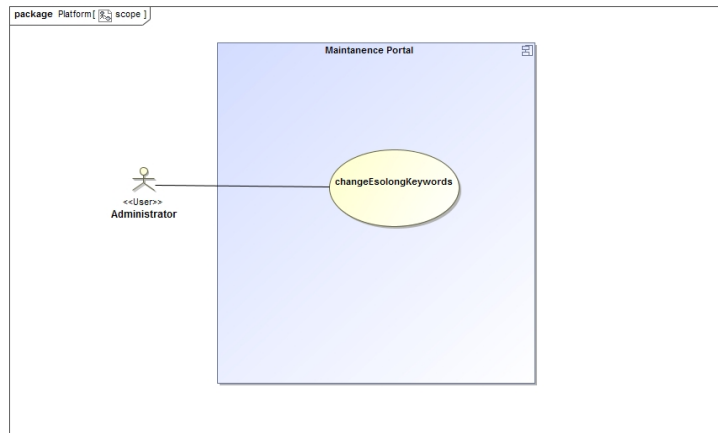 package Platform[ scope ]
Maintanence Portal
changeEsolongKeywords
<<User>>
Administrator